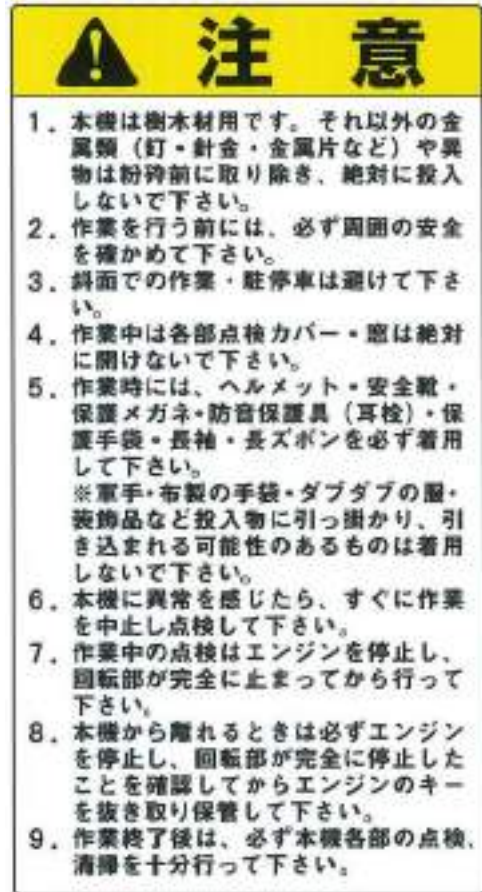 注 意
1．本機は樹木材用です。それ以外の金
属類（釘・針金・金属片など）や異
物は粉砕前に取り除き、絶対に投入
しないで下さい。
2．作業を行う前には、必ず周囲の安全
を確かめて下さい。
3．斜面での作業・駐停車は避けて下さ
い。
4．作業中は各部点検カバー・窓は絶対
に開けないで下さい。
5．作業時には、ヘルメット・安全靴・
保護メガネ・防音保護具（耳栓）・保
護手袋・長袖・長ズボンを必ず着用
して下さい。
※軍手・布製の手袋・ダブダブの服・
装飾品など投入物に引っ掛かり、引
き込まれる可能性のあるものは着用
しないで下さい。
6．本機に異常を感じたら、すぐに作業
を中止し点検して下さい。
7．作業中の点検はエンジンを停止し、
回転部が完全に止まってから行って
下さい。
8．本機から離れるときは必ずエンジン
を停止し、回転部が完全に停止した
ことを確認してからエンジンのキー
を抜き取り保管して下さい。
9．作業終了後は、必ず本機各部の点検、
清掃を十分行って下さい。